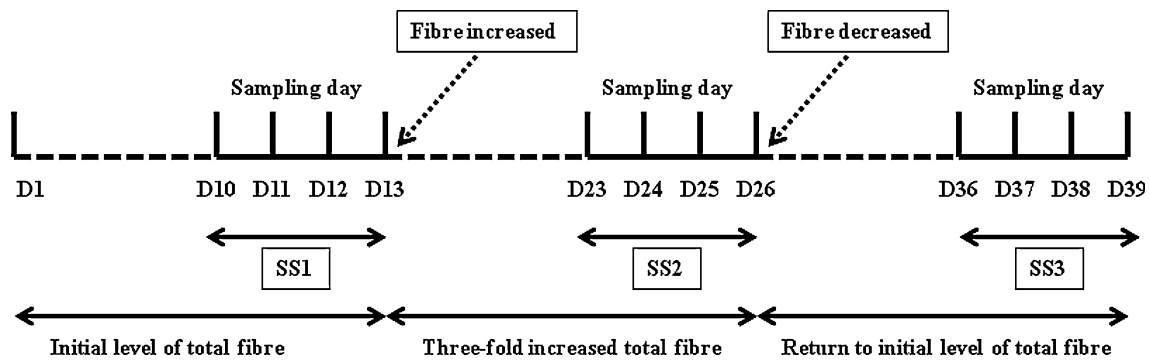 Fibre increased
Fibre decreased
Sampling day
Sampling day
Sampling day
D1 D10 D11 D12 D13 D23 D24 D25 D26 D36 D37 D38 D39
SS1 SS2 SS3
Initial level of total fibre
Three-fold increased total fibre
Return to initial level of total fibre